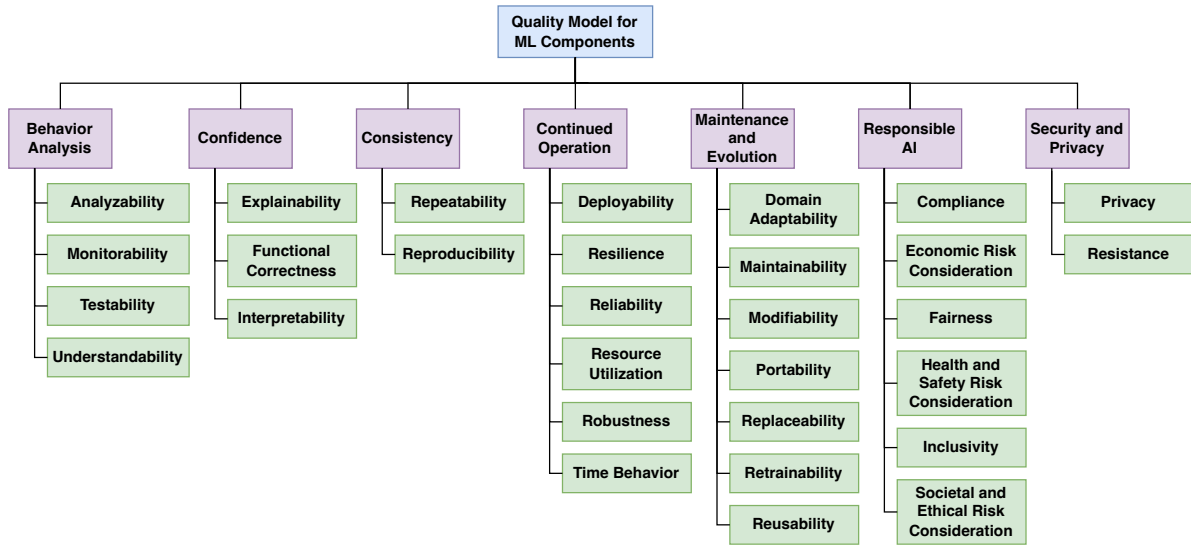 Quality Model for
ML Components
Behavior
Analysis
Analyzability
Monitorability
Testability
Understandability
Confidence
Explainability
Functional
Correctness
Interpretability
Consistency
Repeatability
Reproducibility
Continued
Operation
Deployability
Resilience
Reliability
Resource
Utilization
Robustness
Time Behavior
Maintenance
and
Evolution
Domain
Adaptability
Maintainability
Modifiability
Portability
Replaceability
Retrainability
Reusability
Responsible
AI
Compliance
Economic Risk
Consideration
Fairness
Health and
Safety Risk
Consideration
Inclusivity
Societal and
Ethical Risk
Consideration
Security and
Privacy
Privacy
Resistance